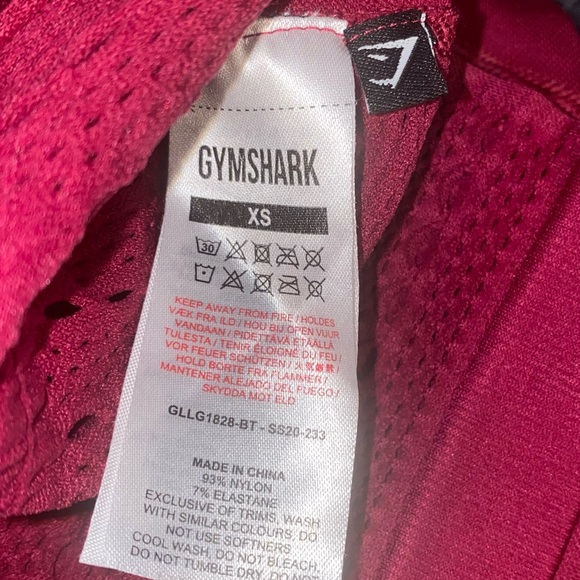 GYMSHARK
XS
30
KEEP AWAY FROM FIRE / HOLDES
VÆK FRA ILD / HOU BIJ OPEN VUUR
VANDAAN / PIDETTÄVÄ ETÄÄLLÄ
TULESTA / TENIR ÉLOIGNÉ DU FEU /
VOR FEUER SCHÜTZEN / 火気厳禁 /
HOLD BORTE FRA FLAMMER /
MANTENER ALEJADO DEL FUEGO /
SKYDDA MOT ELD
GLLG1828-BT - SS20-233
MADE IN CHINA
93% NYLON
7% ELASTANE
EXCLUSIVE OF TRIMS, WASH
WITH SIMILAR COLOURS, DO
NOT USE SOFTNERS
COOL WASH, DO NOT BLEACH,
DO NOT TUMBLE DRY, DO NOT